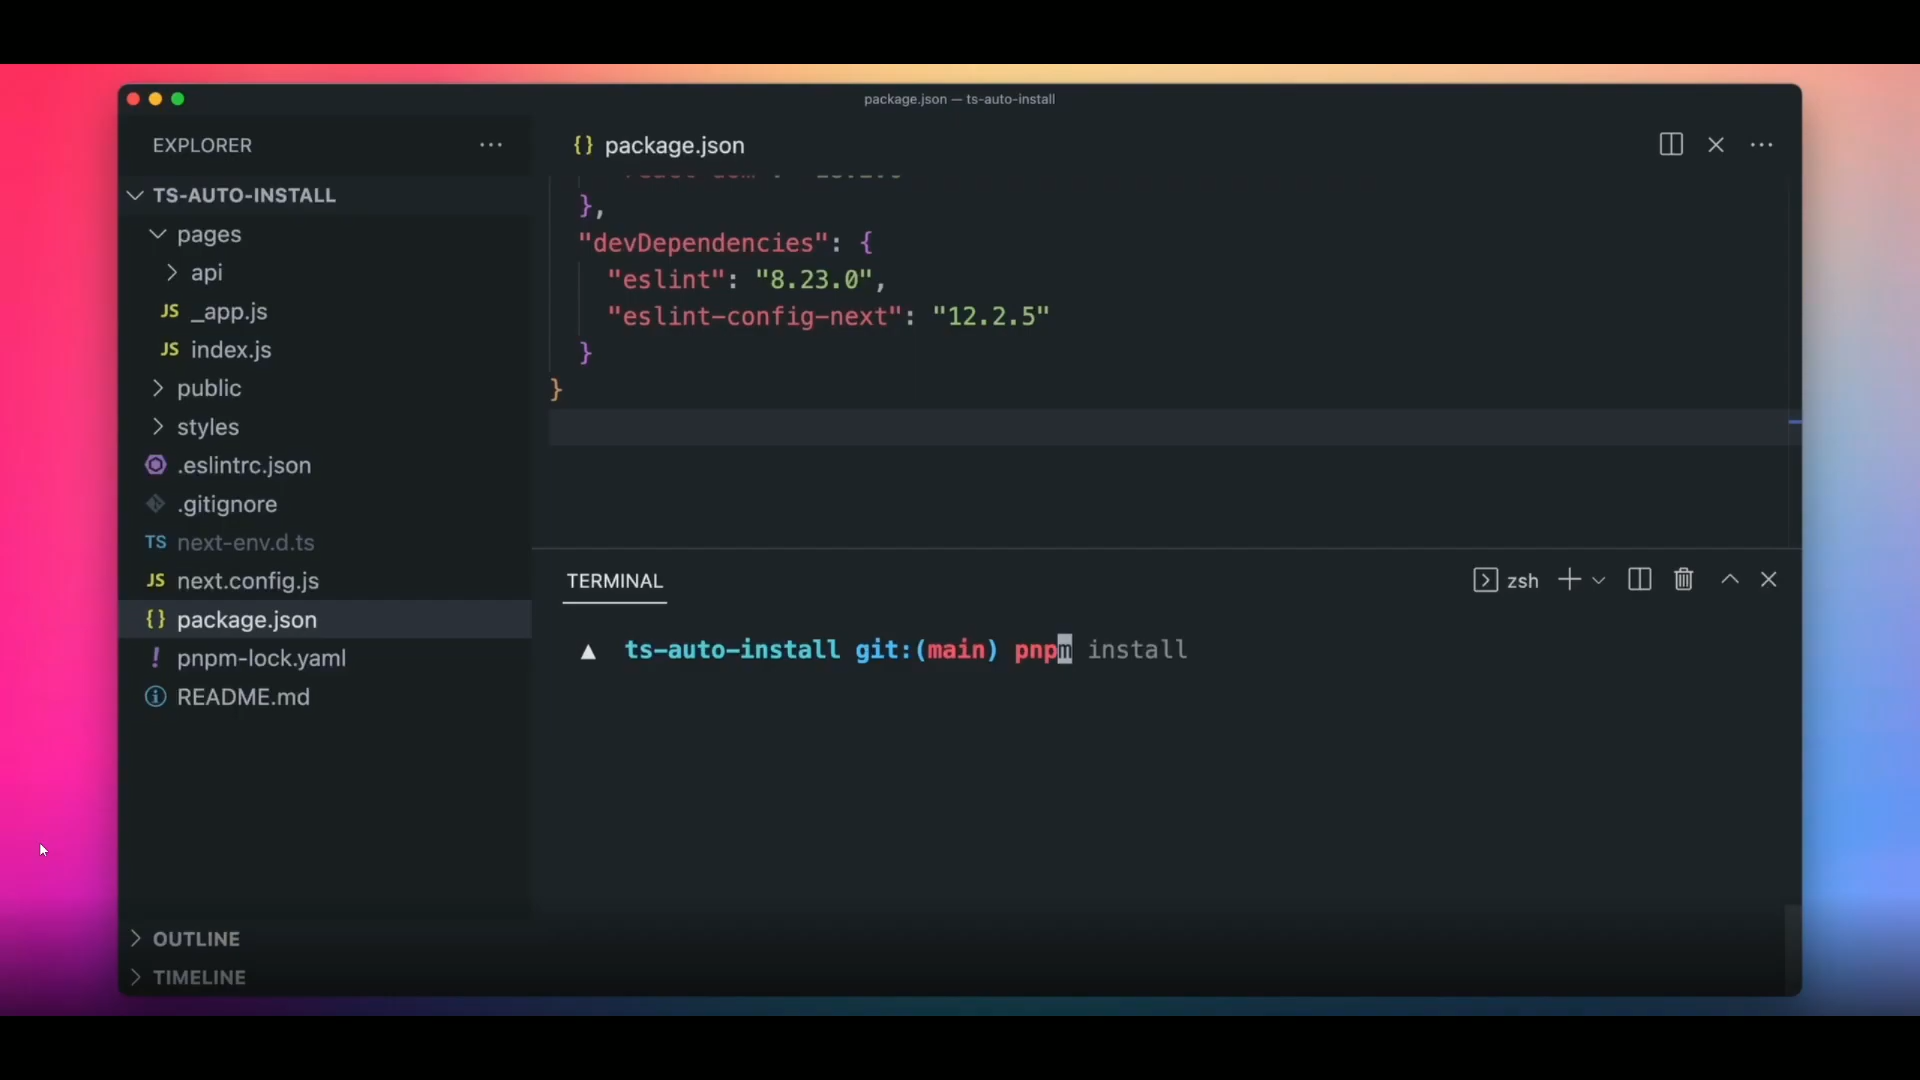 package.json — ts-auto-install
EXPLORER
TS-AUTO-INSTALL
pages
api
JS _app.js
JS index.js
public
styles
.eslintrc.json
.gitignore
TS next-env.d.ts
JS next.config.js
{} package.json
! pnpm-lock.yaml
README.md
OUTLINE
TIMELINE
{} package.json
},
"devDependencies": {
"eslint": "8.23.0",
"eslint-config-next": "12.2.5"
}
}
TERMINAL
zsh
▲ ts-auto-install git:(main) pnpm install